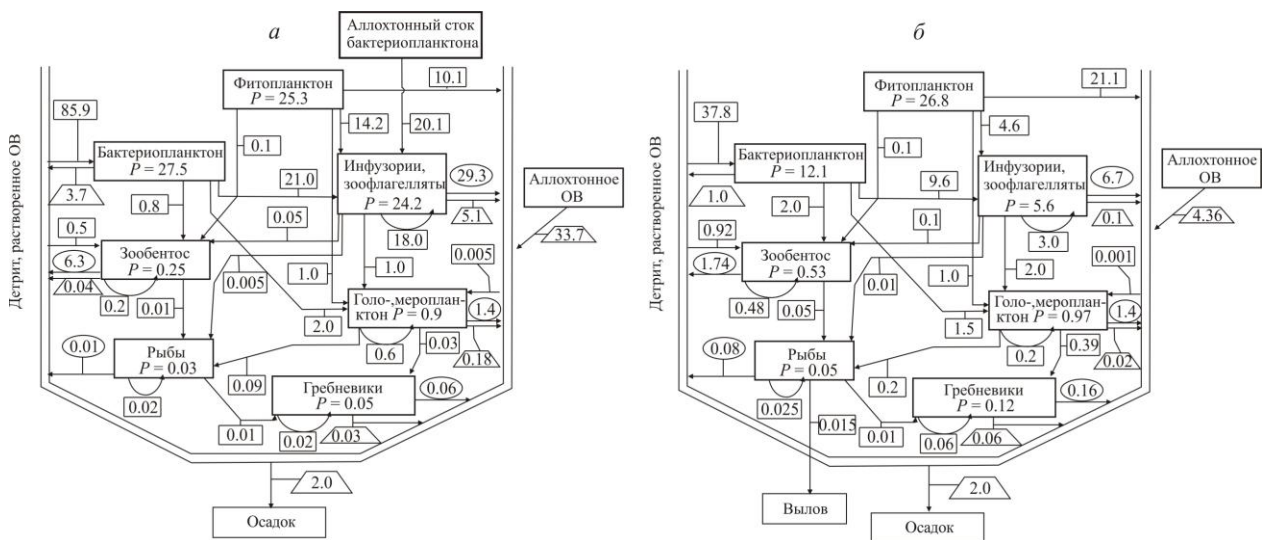 а
Аллохтонный сток
бактериопланктона
Фитопланктон
P = 25.3
10.1
85.9
14.2
20.1
0.1
Бактериопланктон
P = 27.5
Инфузории,
зоофлагелляты
P = 24.2
21.0
29.3
3.7
5.1
Аллохтонное
ОВ
33.7
0.8
0.05
18.0
0.5
6.3
Зообентос
P = 0.25
0.04
0.2
0.01
0.005
1.0
1.0
0.005
Голо-,мероплан-
ктон P = 0.9
1.4
2.0
0.6
0.03
0.18
0.01
Рыбы
P = 0.03
0.02
0.09
Гребневики
P = 0.05
0.06
0.01
0.02
0.03
2.0
Осадок
Детрит, растворенное ОВ
б
Фитопланктон
P = 26.8
21.1
37.8
4.6
0.1
Бактериопланктон
P = 12.1
Инфузории,
зоофлагелляты
P = 5.6
9.6
6.7
1.0
0.1
Аллохтонное
ОВ
4.36
2.0
0.1
3.0
0.92
1.74
Зообентос
P = 0.53
0.48
0.05
0.01
1.0
2.0
0.001
Голо-,мероплан-
ктон P = 0.97
1.4
1.5
0.2
0.39
0.02
0.08
Рыбы
P = 0.05
0.025
0.2
Гребневики
P = 0.12
0.16
0.015
0.01
0.06
0.06
2.0
Вылов
Осадок
Детрит, растворенное ОВ